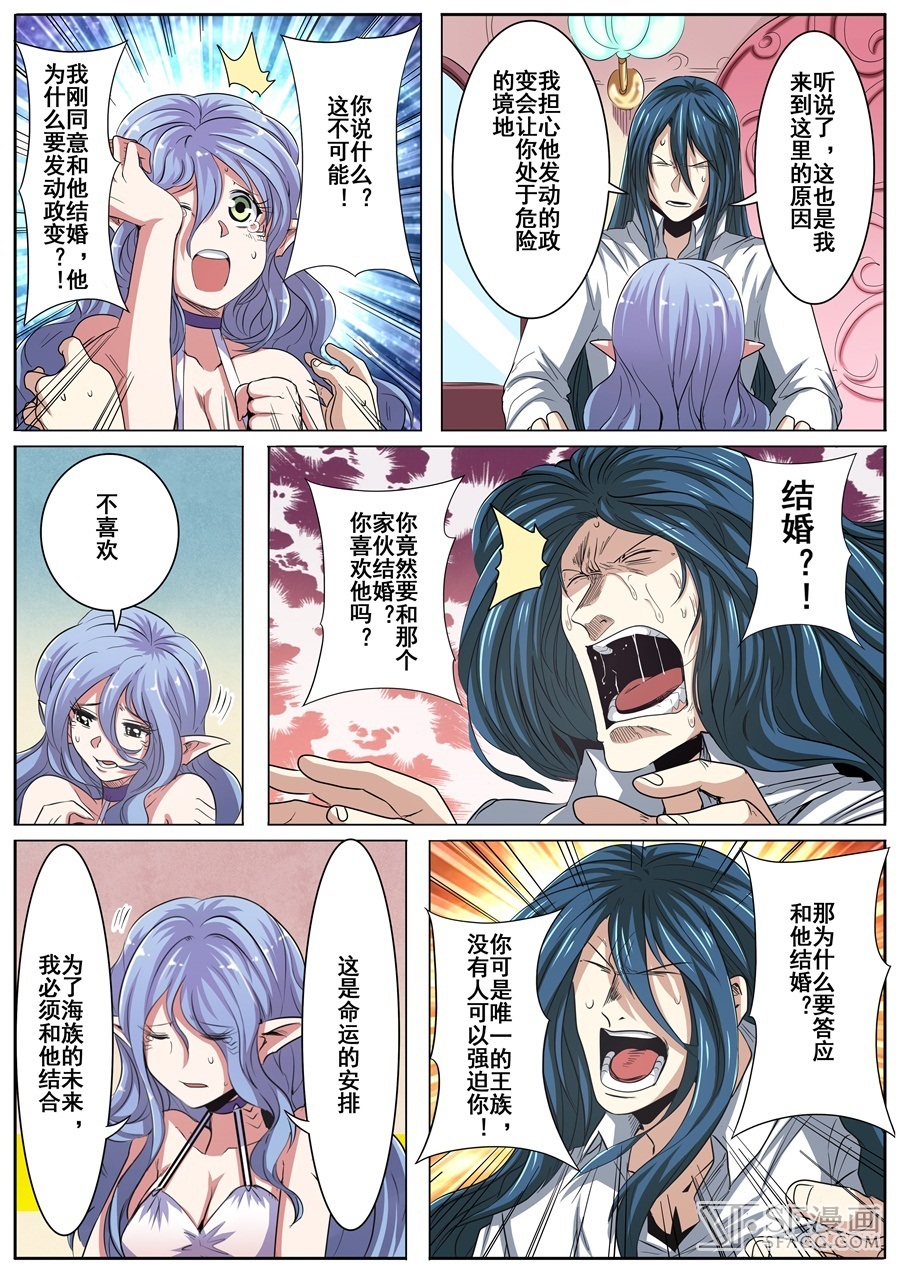 听说了，这也是我
来到这里的原因
我担心他发动的政
变会让你处于危险
的境地
你说什么？
这不可能！
我刚同意和他结婚，他
为什么要发动政变？！
结婚？！
你竟然要和那个
家伙结婚？
你喜欢他吗？
不喜欢
那为什么要答应
和他结婚？
你可是唯一的王族，
没有人可以强迫你！
这是命运的安排
为了海族的未来，
我必须和他结合
SF漫画
SFACG.COM